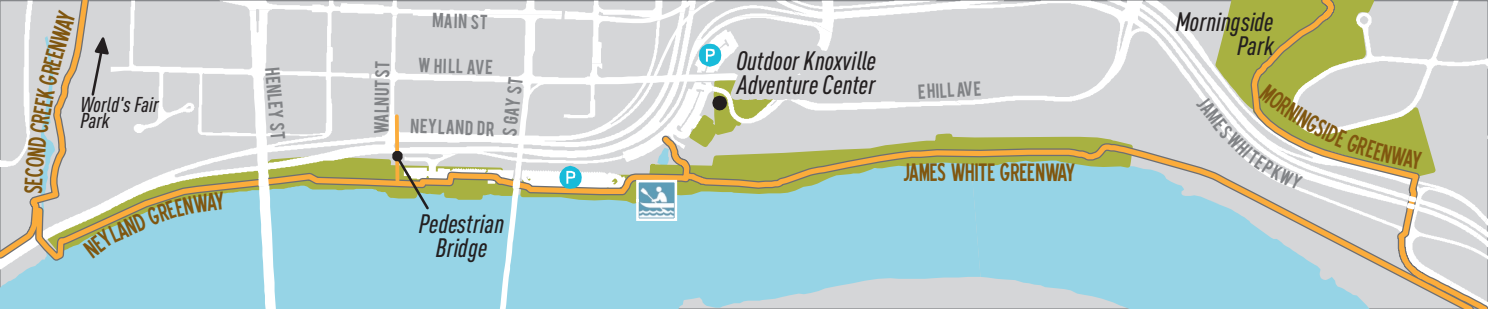 MAIN ST
W HILL AVE
NEYLAND DR
WALNUT ST
HENLEY ST
S GAY ST
SECOND CREEK GREENWAY
World's Fair
Park
NEYLAND GREENWAY
Pedestrian
Bridge
P
P
Outdoor Knoxville
Adventure Center
E HILL AVE
JAMES WHITE GREENWAY
Morningside
Park
MORNINGSIDE GREENWAY
JAMES WHITE PKWY